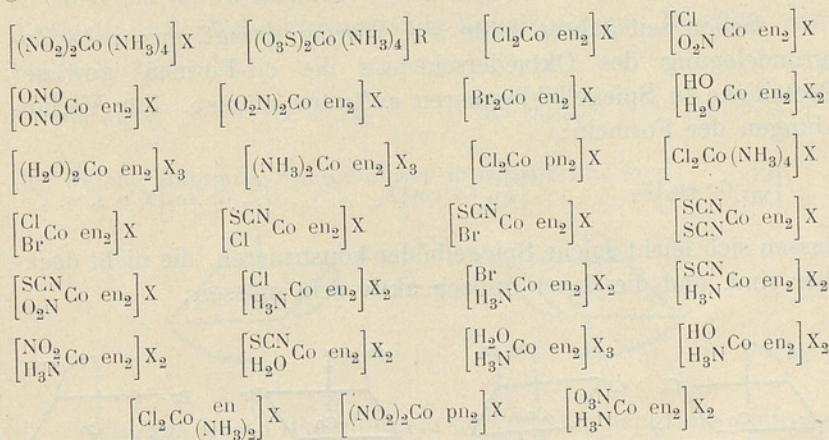 [(NO₂)₂Co(NH₃)₄]X [(O₃S)₂Co(NH₃)₄]R [Cl₂Co en₂]X [Cl O₂N Co en₂]X
[ONO ONO Co en₂]X [(O₂N)₂Co en₂]X [Br₂Co en₂]X [HO H₂O Co en₂]X₂
[(H₂O)₂Co en₂]X₃ [(NH₃)₂Co en₂]X₃ [Cl₂Co pn₂]X [Cl₂Co(NH₃)₄]X
[Cl Br Co en₂]X [SCN Cl Co en₂]X [SCN Br Co en₂]X [SCN SCN Co en₂]X
[SCN O₂N Co en₂]X [Cl H₃N Co en₂]X₂ [Br H₃N Co en₂]X₂ [SCN H₃N Co en₂]X₂
[NO₂ H₃N Co en₂]X₂ [SCN H₂O Co en₂]X₂ [H₂O H₃N Co en₂]X₃ [HO H₃N Co en₂]X₂
[Cl₂Co en (NH₃)₂]X [(NO₂)₂Co pn₂]X [O₃N H₃N Co en₂]X₂